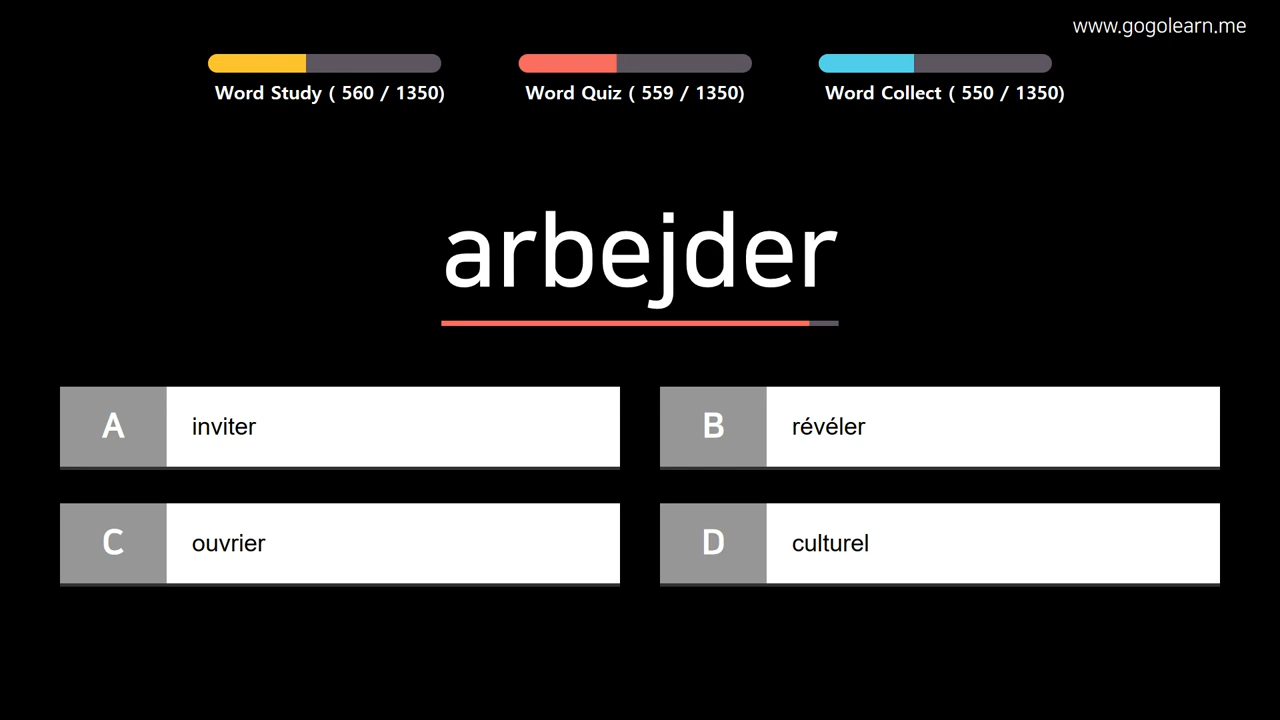 www.gogolearn.me
Word Study ( 560 / 1350)
Word Quiz ( 559 / 1350)
Word Collect ( 550 / 1350)
arbejder
A inviter
B révéler
C ouvrier
D culturel